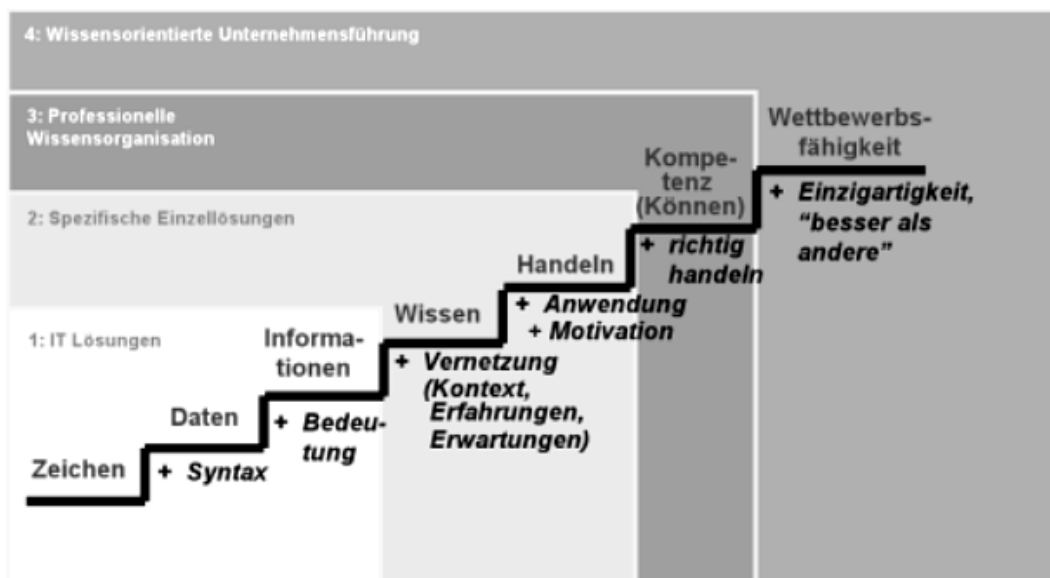 4: Wissensorientierte Unternehmensführung
3: Professionelle
Wissensorganisation
2: Spezifische Einzellösungen
1: IT Lösungen
Zeichen
+ Syntax
Daten
+ Bedeu-
tung
Informa-
tionen
+ Vernetzung
(Kontext,
Erfahrungen,
Erwartungen)
Wissen
+ Anwendung
+ Motivation
Handeln
+ richtig
handeln
Kompe-
tenz
(Können)
+ Einzigartigkeit,
“besser als
andere”
Wettbewerbs-
fähigkeit